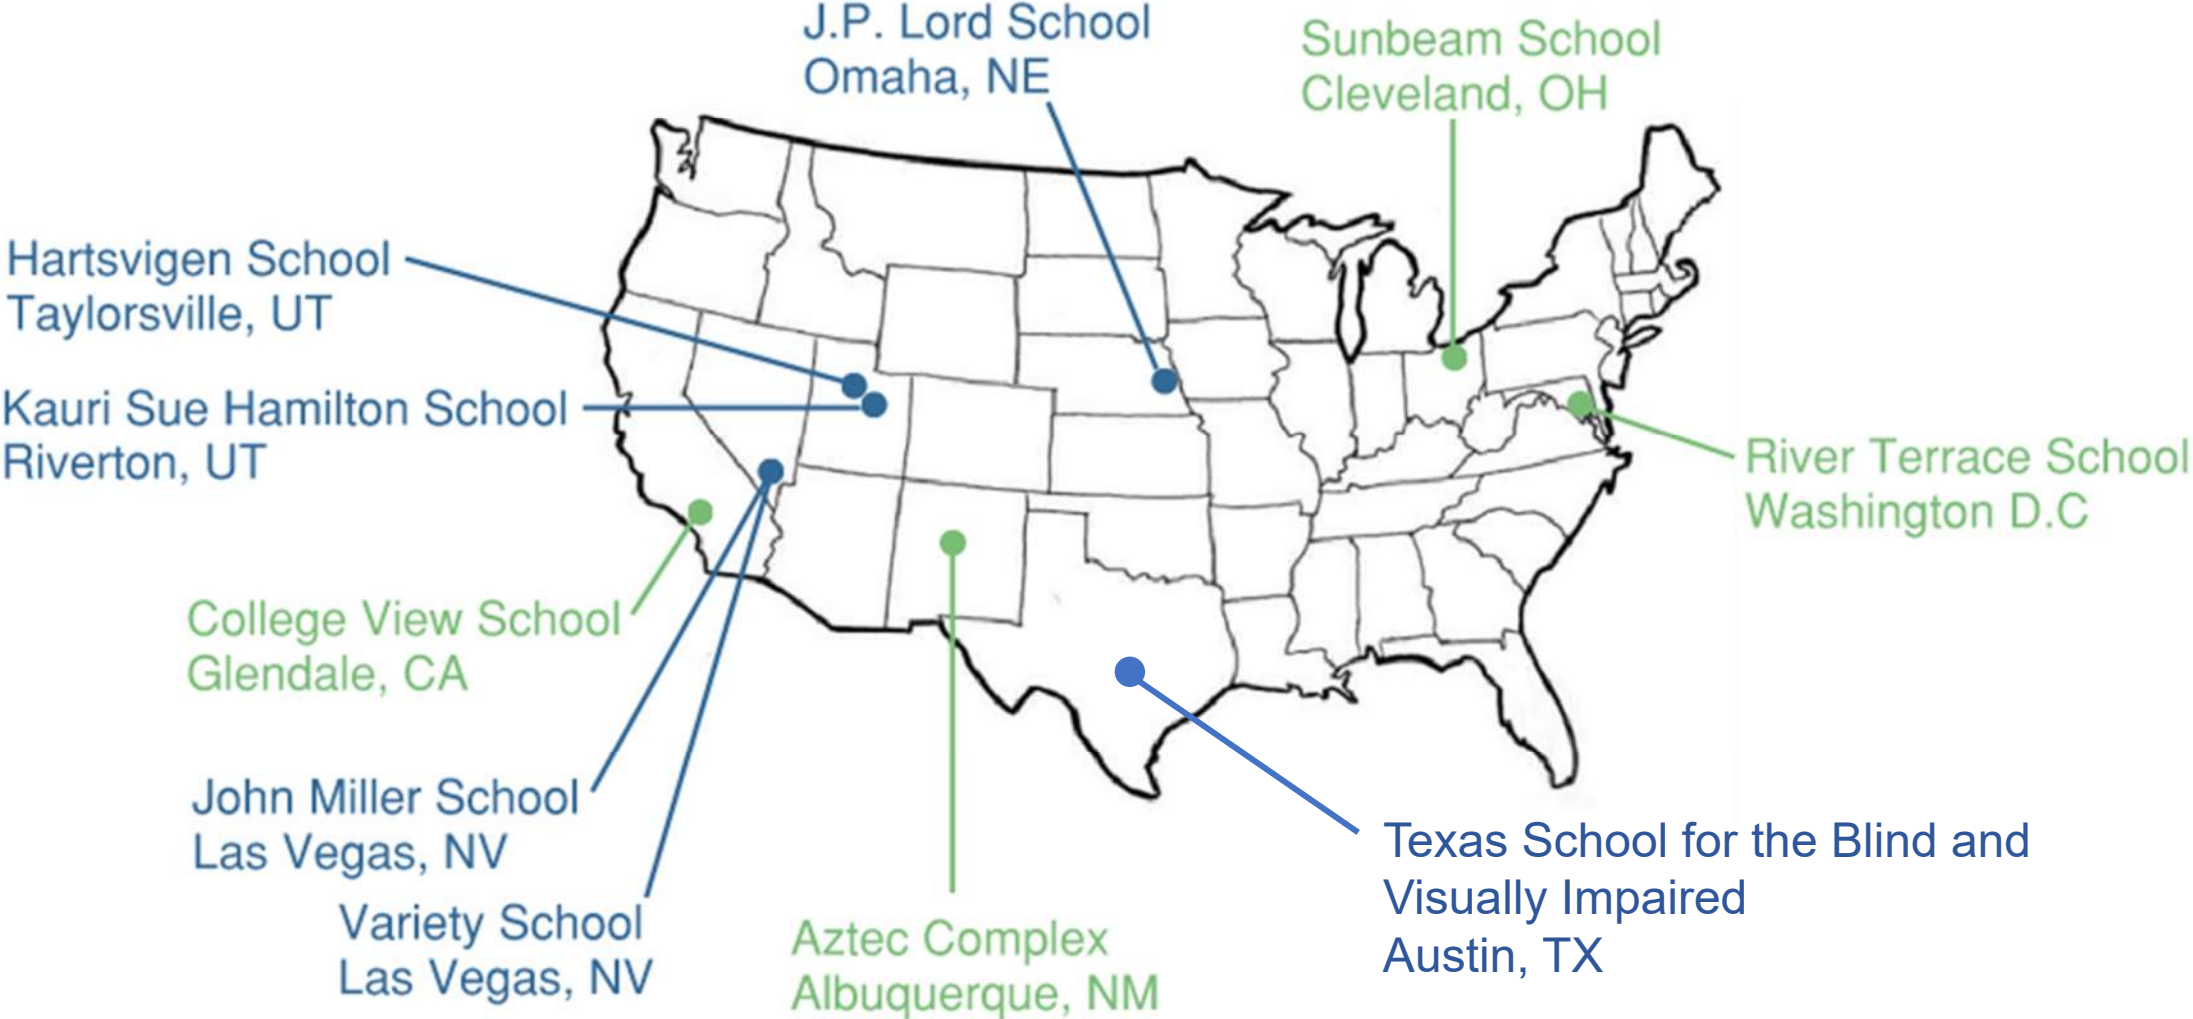 J.P. Lord School
Omaha, NE
Sunbeam School
Cleveland, OH
Hartsvigen School
Taylorsville, UT
Kauri Sue Hamilton School
Riverton, UT
River Terrace School
Washington D.C
College View School
Glendale, CA
John Miller School
Las Vegas, NV
Variety School
Las Vegas, NV
Aztec Complex
Albuquerque, NM
Texas School for the Blind and
Visually Impaired
Austin, TX